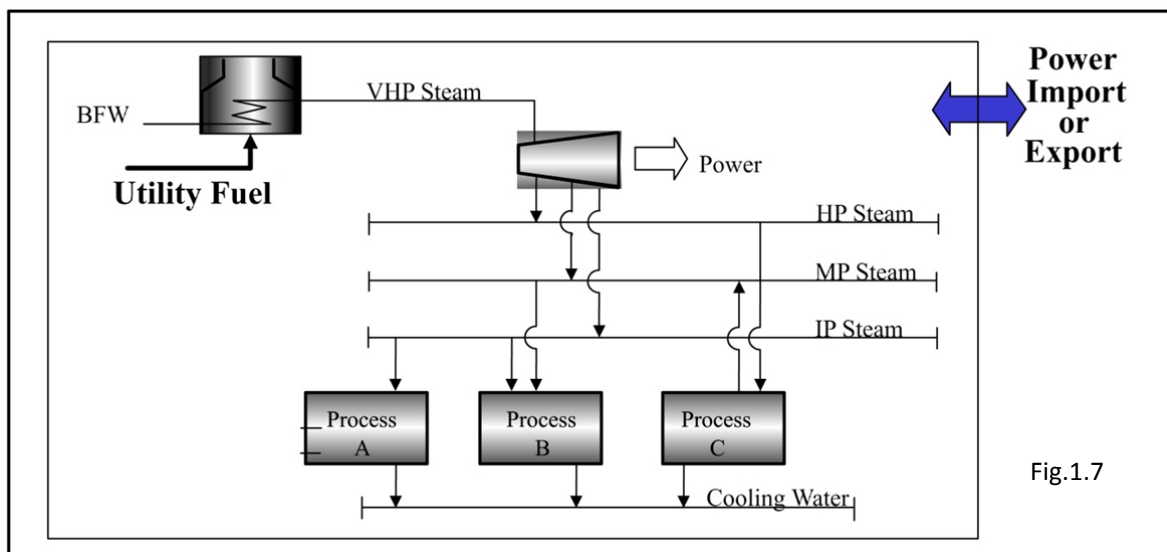 BFW
VHP Steam
Utility Fuel
Power
Power
Import
or
Export
HP Steam
MP Steam
IP Steam
Process
A
Process
B
Process
C
Cooling Water
Fig.1.7